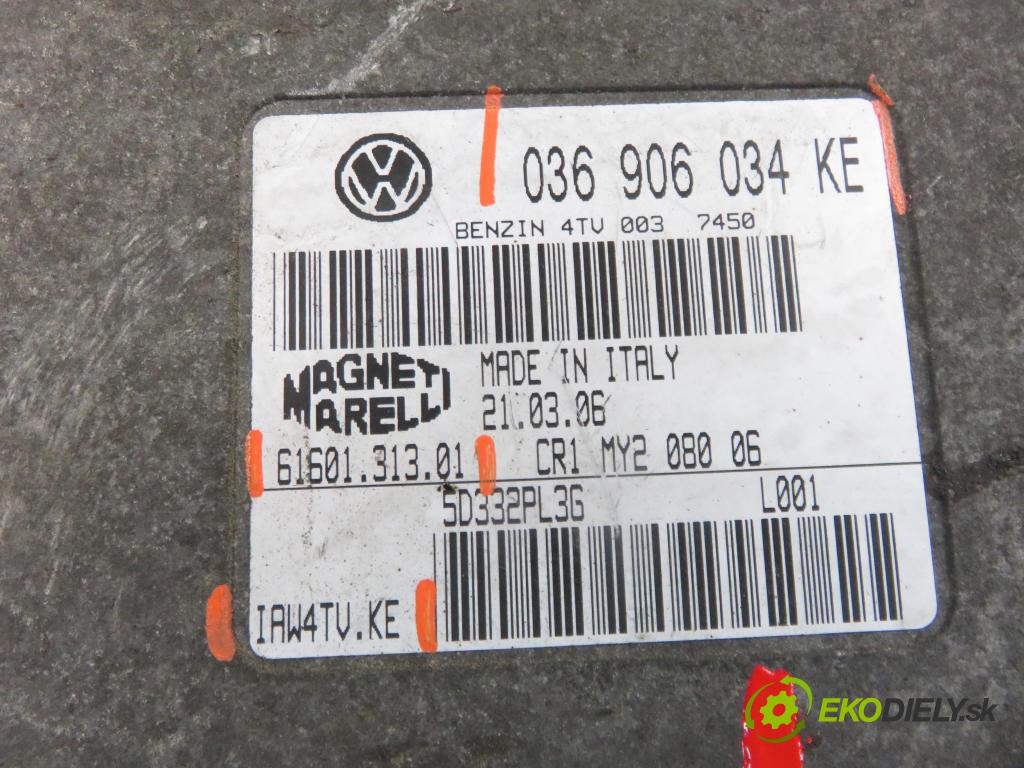 036 906 034 KE
BENZIN 4TV 003 7450
MAGNETI MARELLI
MADE IN ITALY
21.03.06
61601.313.01 CR1 MY2 080 06
5D332PL3G L001
IAW4TV.KE
EKODIELY.sk